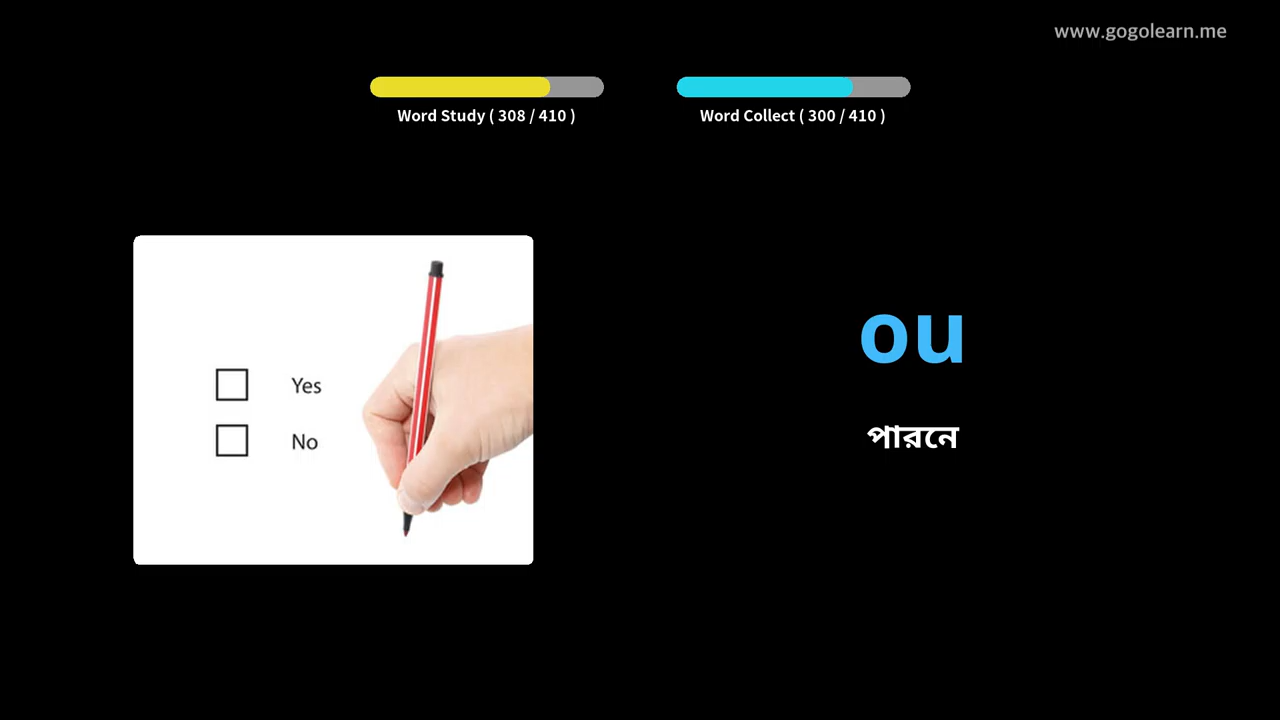 www.gogolearn.me
Word Study ( 308 / 410 )
Word Collect ( 300 / 410 )
Yes
No
ou
পারনে